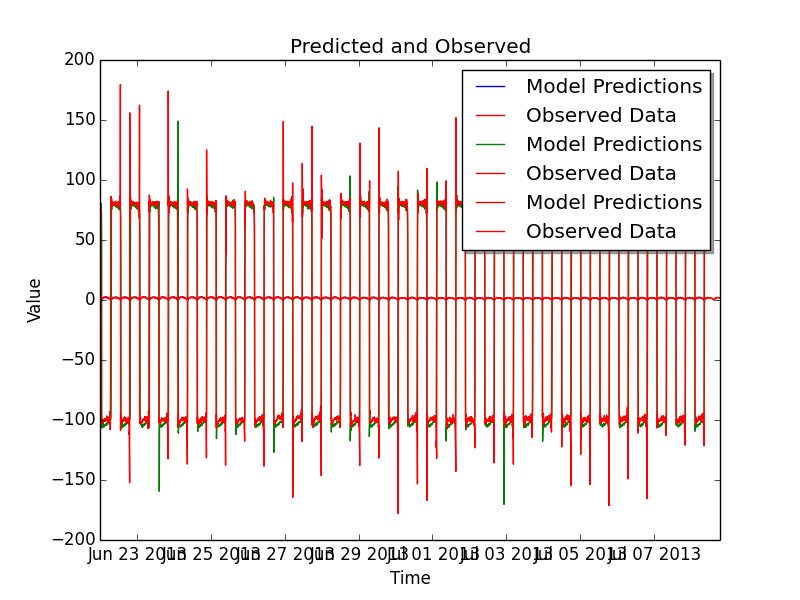 Predicted and Observed
Model Predictions
Observed Data
Model Predictions
Observed Data
Model Predictions
Observed Data
200
150
100
50
0
−50
−100
−150
−200
Value
Jun 23 2013
Jun 25 2013
Jun 27 2013
Jun 29 2013
Jul 01 2013
Jul 03 2013
Jul 05 2013
Jul 07 2013
Time